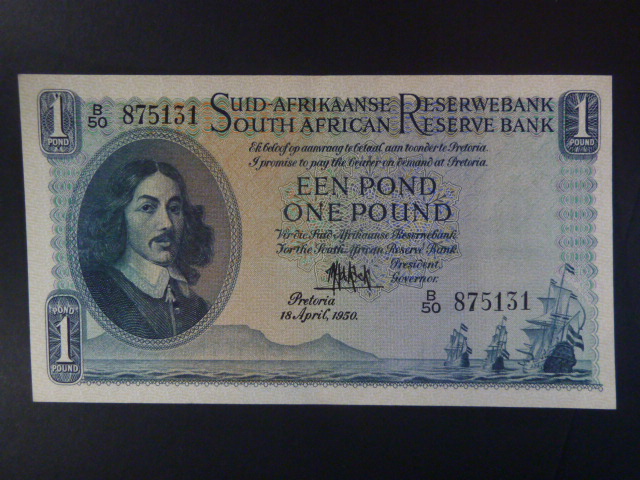 1
POND
B/50 875131
SUID-AFRIKAANSE RESERWEBANK
SOUTH AFRICAN RESERVE BANK
1
POUND
Ek beloof op aanvraag te betaal aan toonder te Pretoria.
I promise to pay the bearer on demand at Pretoria.
EEN POND
ONE POUND
Vir die Suid-Afrikaanse Reserwebank
For the South African Reserve Bank.
President.
Governor.
Pretoria
18 April, 1950.
B/50 875131
POND
1
POUND